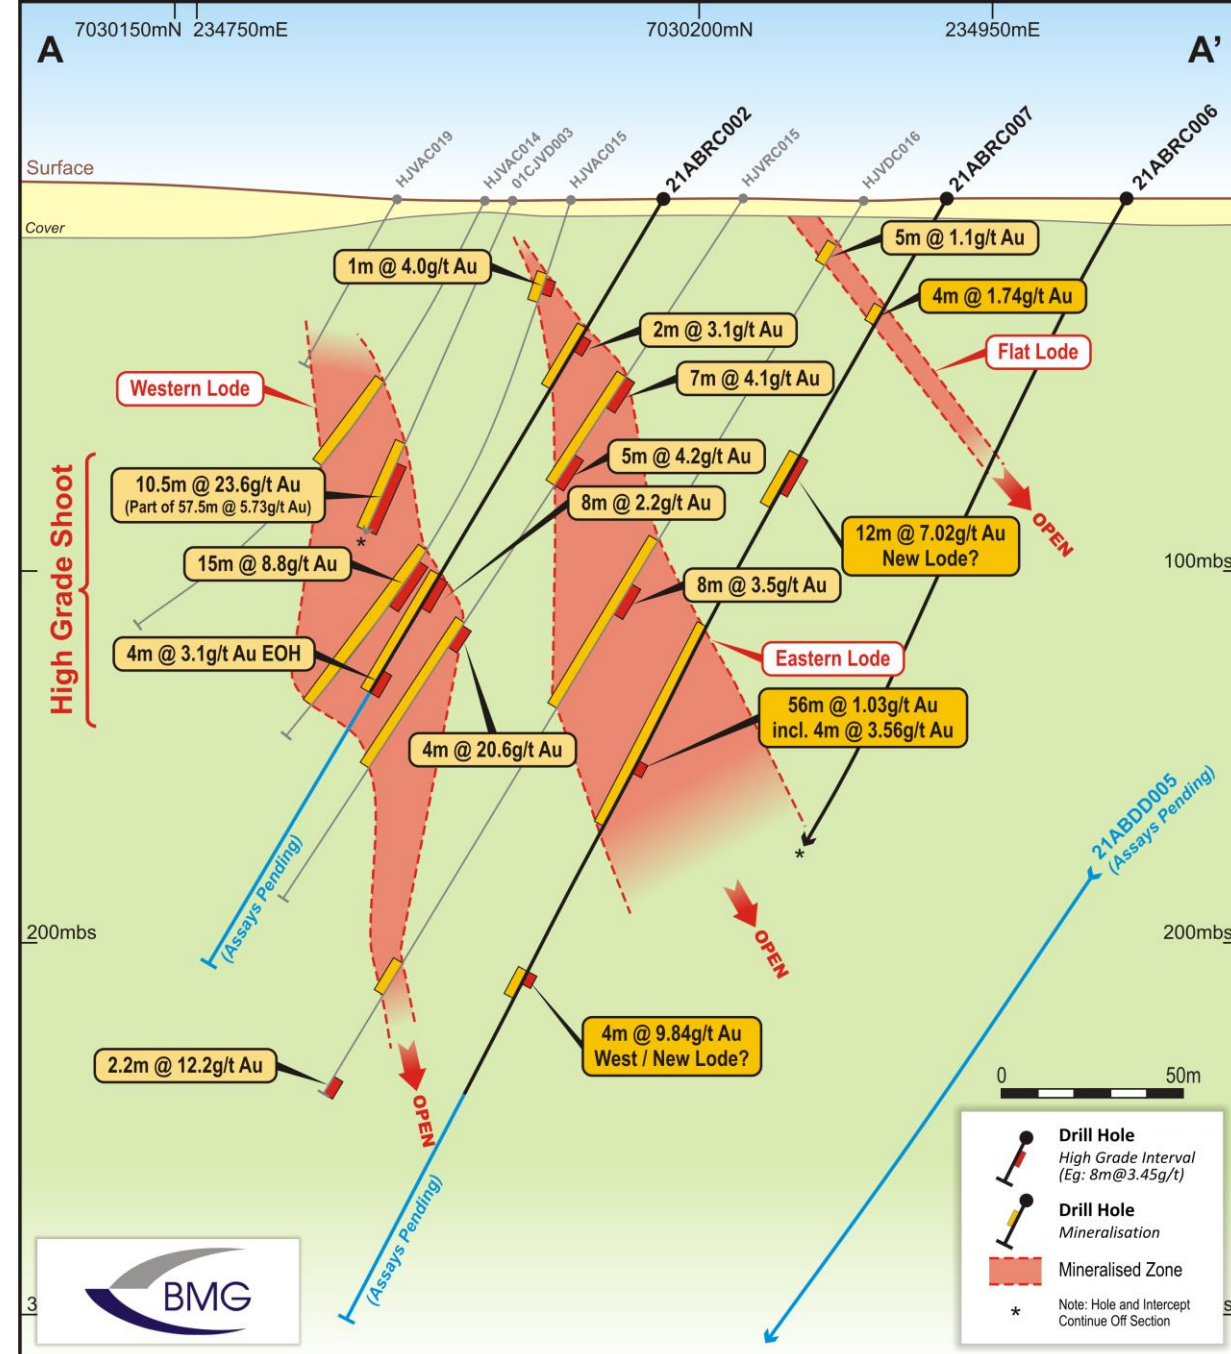 7030150mN
234750mE
7030200mN
234950mE
A
A'
Surface
Cover
HJVAC019
HJVAC014
01CJVD003
HJVAC015
21ABRC002
HJVRC015
HJVDC016
21ABRC007
21ABRC006
5m @ 1.1g/t Au
1m @ 4.0g/t Au
4m @ 1.74g/t Au
2m @ 3.1g/t Au
Flat Lode
7m @ 4.1g/t Au
Western Lode
5m @ 4.2g/t Au
High Grade Shoot
10.5m @ 23.6g/t Au
(Part of 57.5m @ 5.73g/t Au)
8m @ 2.2g/t Au
*
OPEN
12m @ 7.02g/t Au
New Lode?
15m @ 8.8g/t Au
100mbs
8m @ 3.5g/t Au
4m @ 3.1g/t Au EOH
Eastern Lode
56m @ 1.03g/t Au
incl. 4m @ 3.56g/t Au
4m @ 20.6g/t Au
*
21ABDD005
(Assays Pending)
(Assays Pending)
200mbs
200mbs
OPEN
4m @ 9.84g/t Au
West / New Lode?
2.2m @ 12.2g/t Au
OPEN
0
50m
(Assays Pending)
Drill Hole
High Grade Interval
(Eg: 8m@3.45g/t)
Drill Hole
Mineralisation
Mineralised Zone
*
Note: Hole and Intercept
Continue Off Section
BMG
3
s